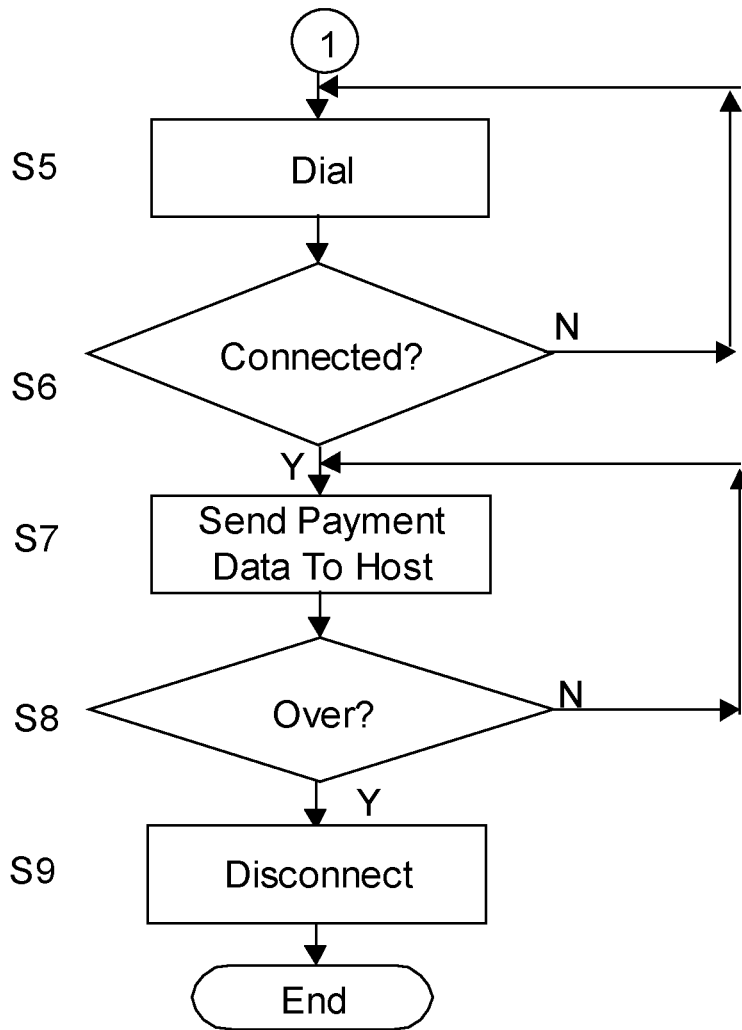 1
S5
Dial
N
Connected?
S6
Y
Send Payment
S7
Data To Host
N
Over?
S8
Y
Disconnect
S9
End